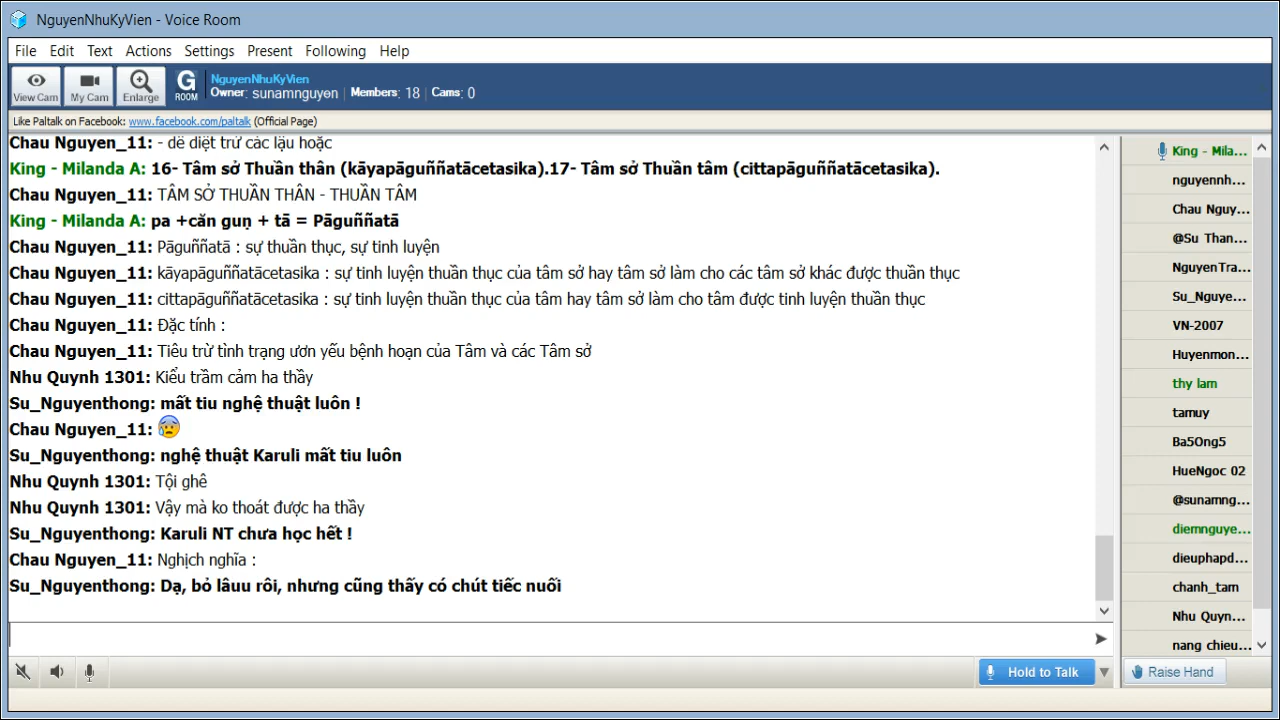 NguyenNhuKyVien - Voice Room
File Edit Text Actions Settings Present Following Help
View Cam My Cam Enlarge G ROOM
NguyenNhuKyVien
Owner: sunamnguyen | Members: 18 | Cams: 0
Like Paltalk on Facebook: www.facebook.com/paltalk (Official Page)
Chau Nguyen_11: - dễ diệt trừ các lậu hoặc
King - Milanda A: 16- Tâm sở Thuần thân (kāyapāguññatācetasika).17- Tâm sở Thuần tâm (cittapāguññatācetasika).
Chau Nguyen_11: TÂM SỞ THUẦN THÂN - THUẦN TÂM
King - Milanda A: pa +căn guṇ + tā = Pāguññatā
Chau Nguyen_11: Pāguññatā : sự thuần thục, sự tinh luyện
Chau Nguyen_11: kāyapāguññatācetasika : sự tinh luyện thuần thục của tâm sở hay tâm sở làm cho các tâm sở khác được thuần thục
Chau Nguyen_11: cittapāguññatācetasika : sự tinh luyện thuần thục của tâm hay tâm sở làm cho tâm được tinh luyện thuần thục
Chau Nguyen_11: Đặc tính :
Chau Nguyen_11: Tiêu trừ tình trạng ươn yếu bệnh hoạn của Tâm và các Tâm sở
Nhu Quynh 1301: Kiểu trầm cảm ha thầy
Su_Nguyenthong: mất tiu nghệ thuật luôn !
Chau Nguyen_11:
Su_Nguyenthong: nghệ thuật Karuli mất tiu luôn
Nhu Quynh 1301: Tội ghê
Nhu Quynh 1301: Vậy mà ko thoát được ha thầy
Su_Nguyenthong: Karuli NT chưa học hết !
Chau Nguyen_11: Nghịch nghĩa :
Su_Nguyenthong: Dạ, bỏ lâuu rồi, nhưng cũng thấy có chút tiếc nuối
King - Mila...
nguyennh...
Chau Nguy...
@Su Than...
NguyenTra...
Su_Nguye...
VN-2007
Huyenmon...
thy lam
tamuy
Ba5Ong5
HueNgoc 02
@sunamng...
diemnguye...
dieuphapd...
chanh_tam
Nhu Quyn...
nang chieu...
Hold to Talk
Raise Hand